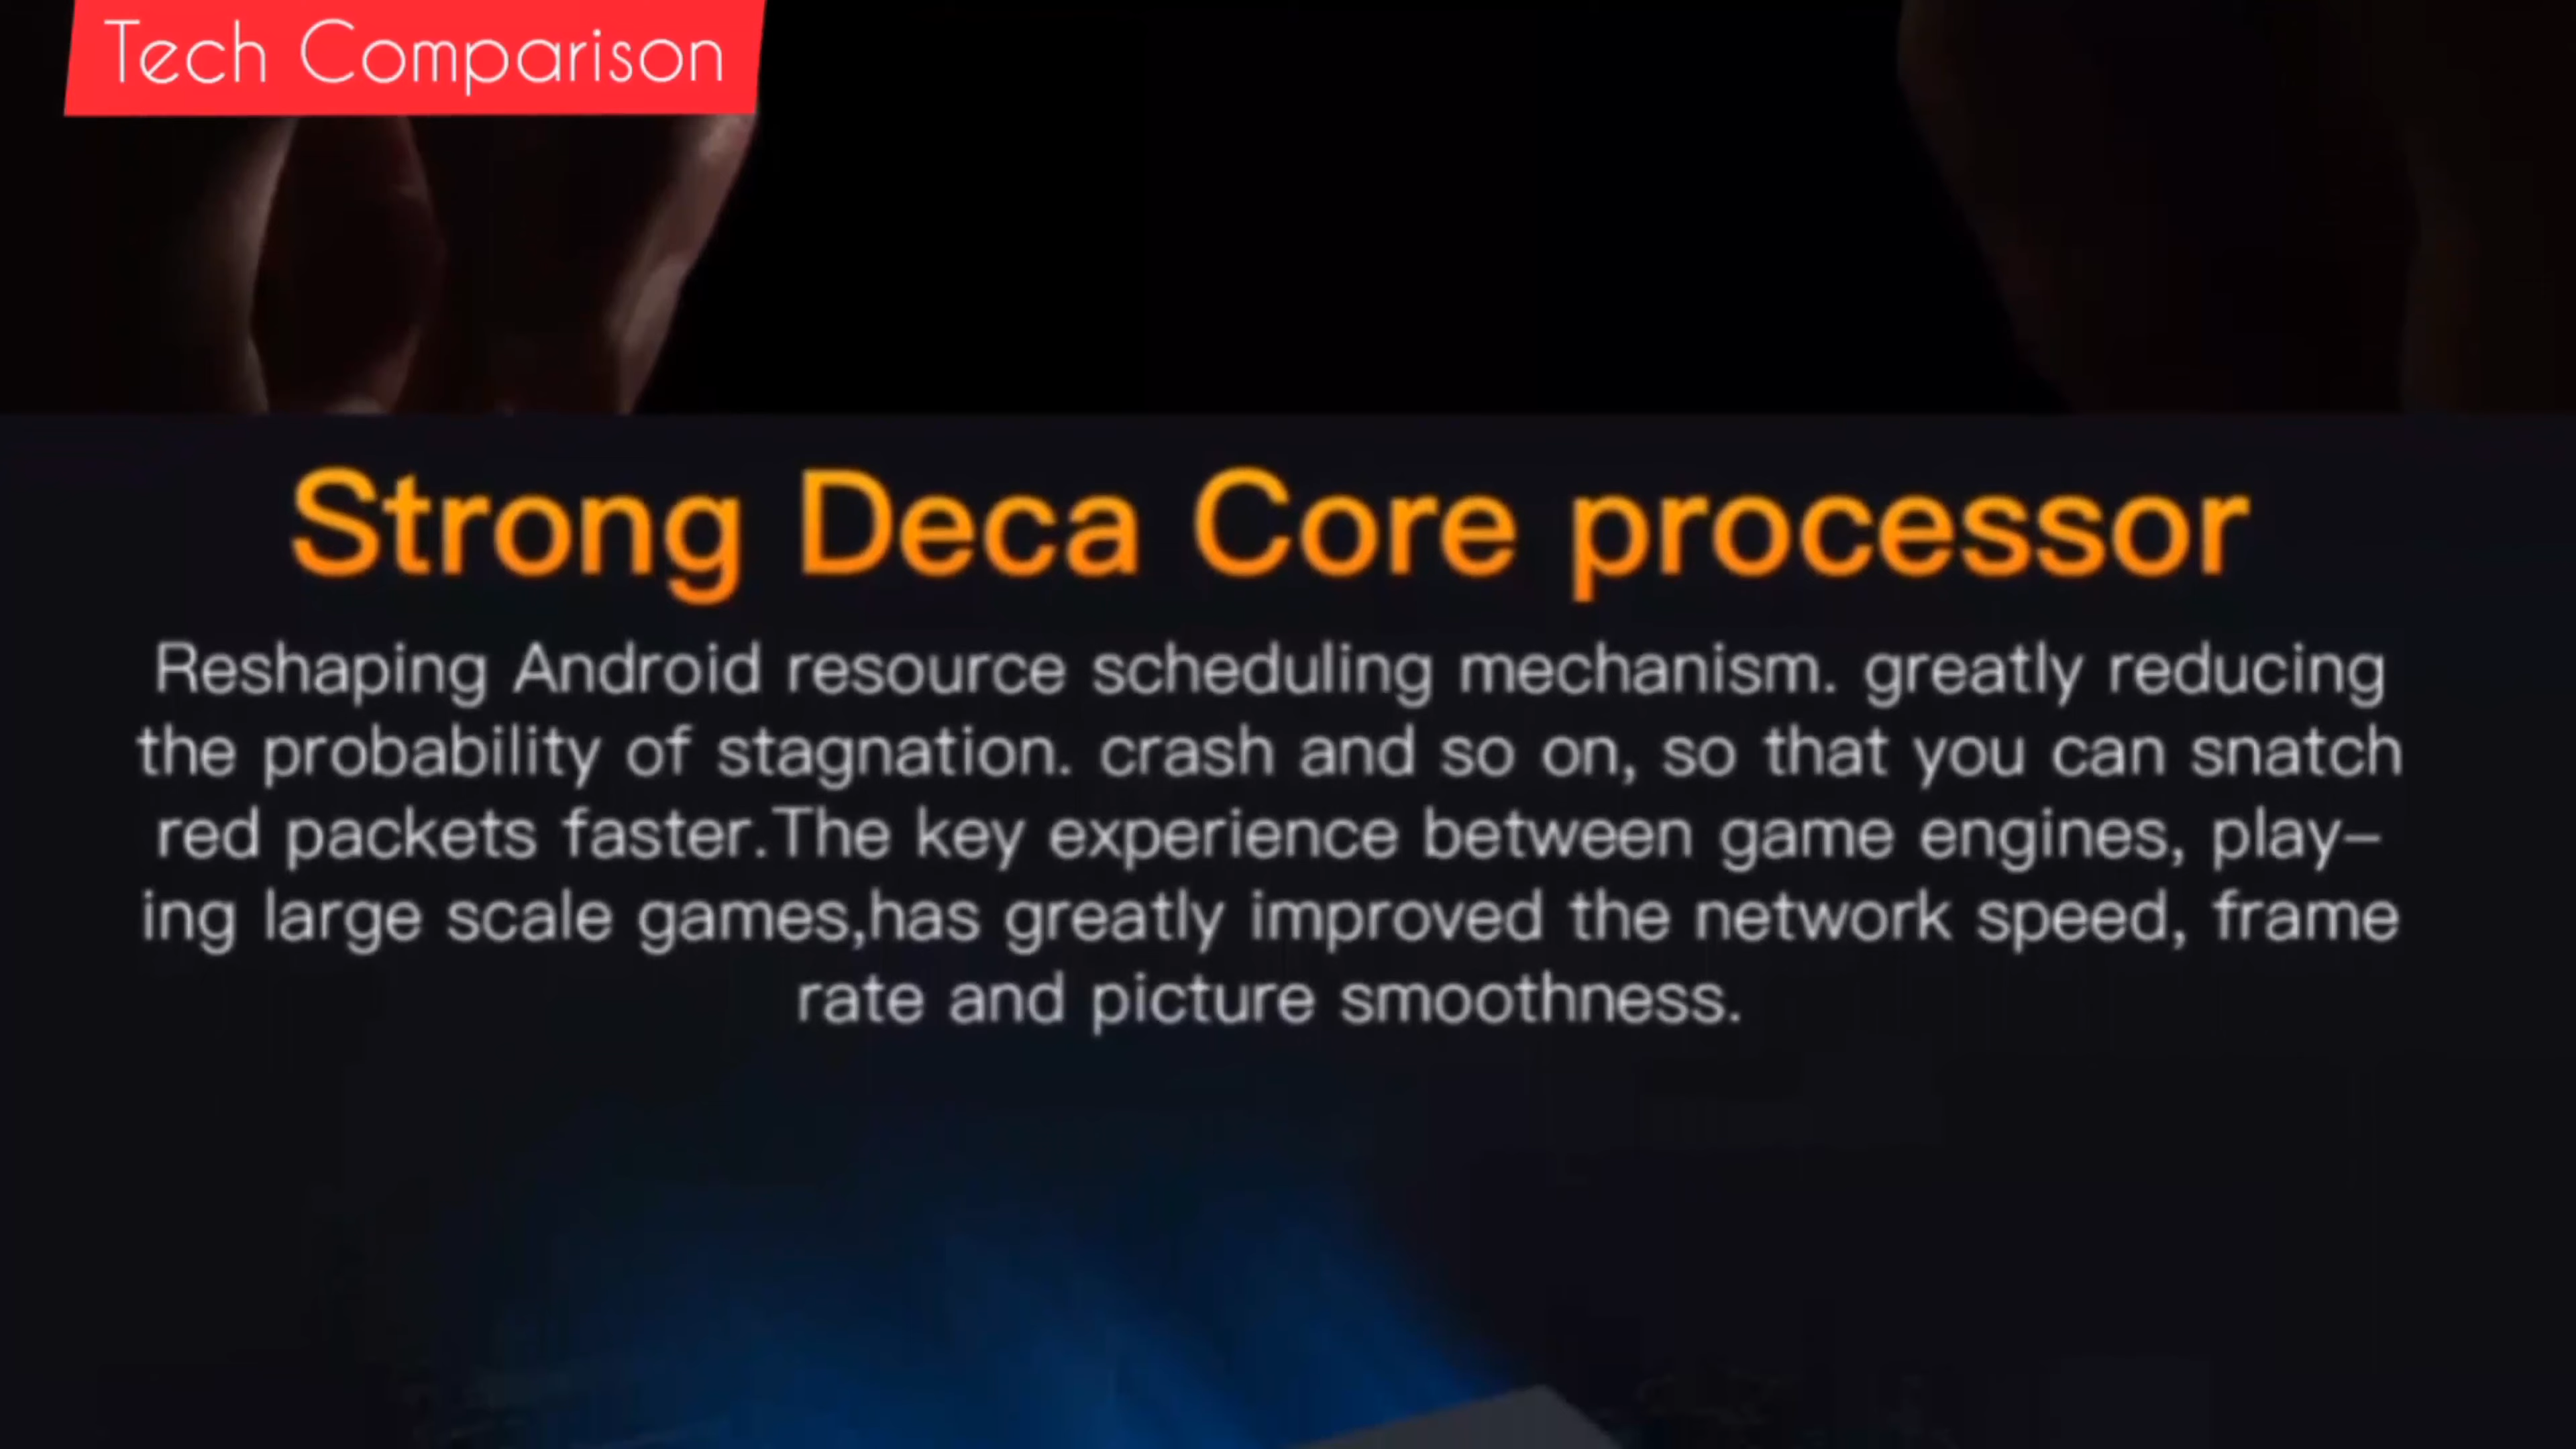 Tech Comparison
Strong Deca Core processor
Reshaping Android resource scheduling mechanism. greatly reducing
the probability of stagnation. crash and so on, so that you can snatch
red packets faster.The key experience between game engines, play-
ing large scale games,has greatly improved the network speed, frame
rate and picture smoothness.